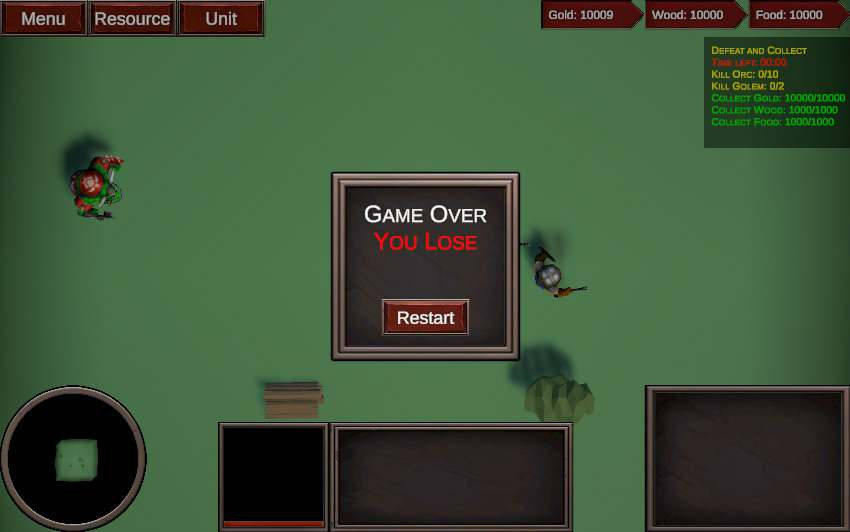 Menu
Resource
Unit
Gold: 10009
Wood: 10000
Food: 10000
Defeat and Collect
Time left: 00:00
Kill Orc: 0/10
Kill Golem: 0/2
Collect Gold: 10000/10000
Collect Wood: 1000/1000
Collect Food: 1000/1000
Game Over
You Lose
Restart